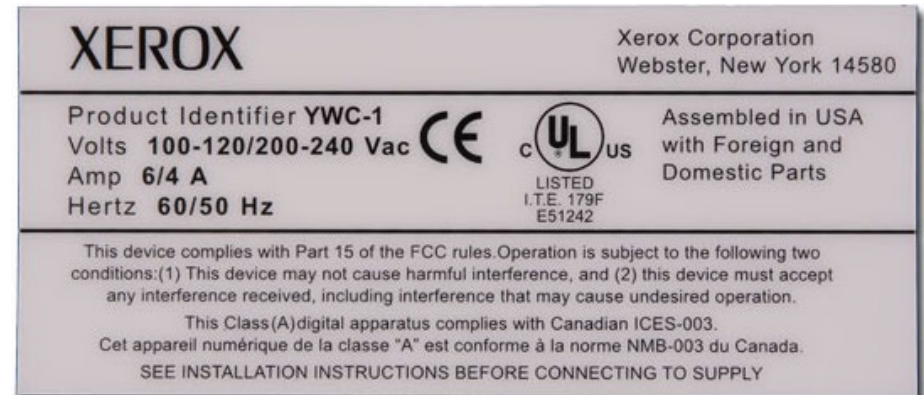 XEROX
Xerox Corporation
Webster, New York 14580
Product Identifier YWC-1
Volts 100-120/200-240 Vac
Amp 6/4 A
Hertz 60/50 Hz
CE
C UL US
LISTED
I.T.E. 179F
E51242
Assembled in USA
with Foreign and
Domestic Parts
This device complies with Part 15 of the FCC rules.Operation is subject to the following two
conditions:(1) This device may not cause harmful interference, and (2) this device must accept
any interference received, including interference that may cause undesired operation.
This Class(A)digital apparatus complies with Canadian ICES-003.
Cet appareil numérique de la classe "A" est conforme à la norme NMB-003 du Canada.
SEE INSTALLATION INSTRUCTIONS BEFORE CONNECTING TO SUPPLY